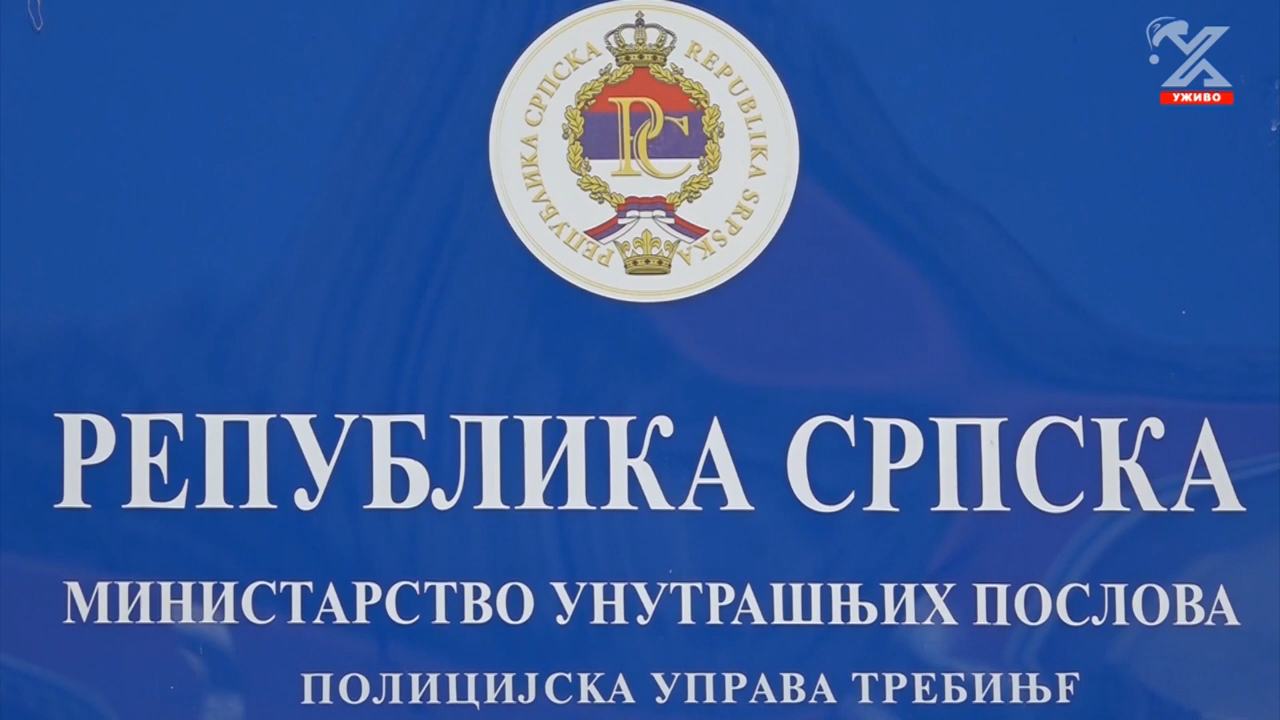 РЕПУБЛИКА СРПСКА REPUBLIKA SRPSKA
РС
УЖИВО
РЕПУБЛИКА СРПСКА
МИНИСТАРСТВО УНУТРАШЊИХ ПОСЛОВА
ПОЛИЦИЈСКА УПРАВА ТРЕБИЊЕ